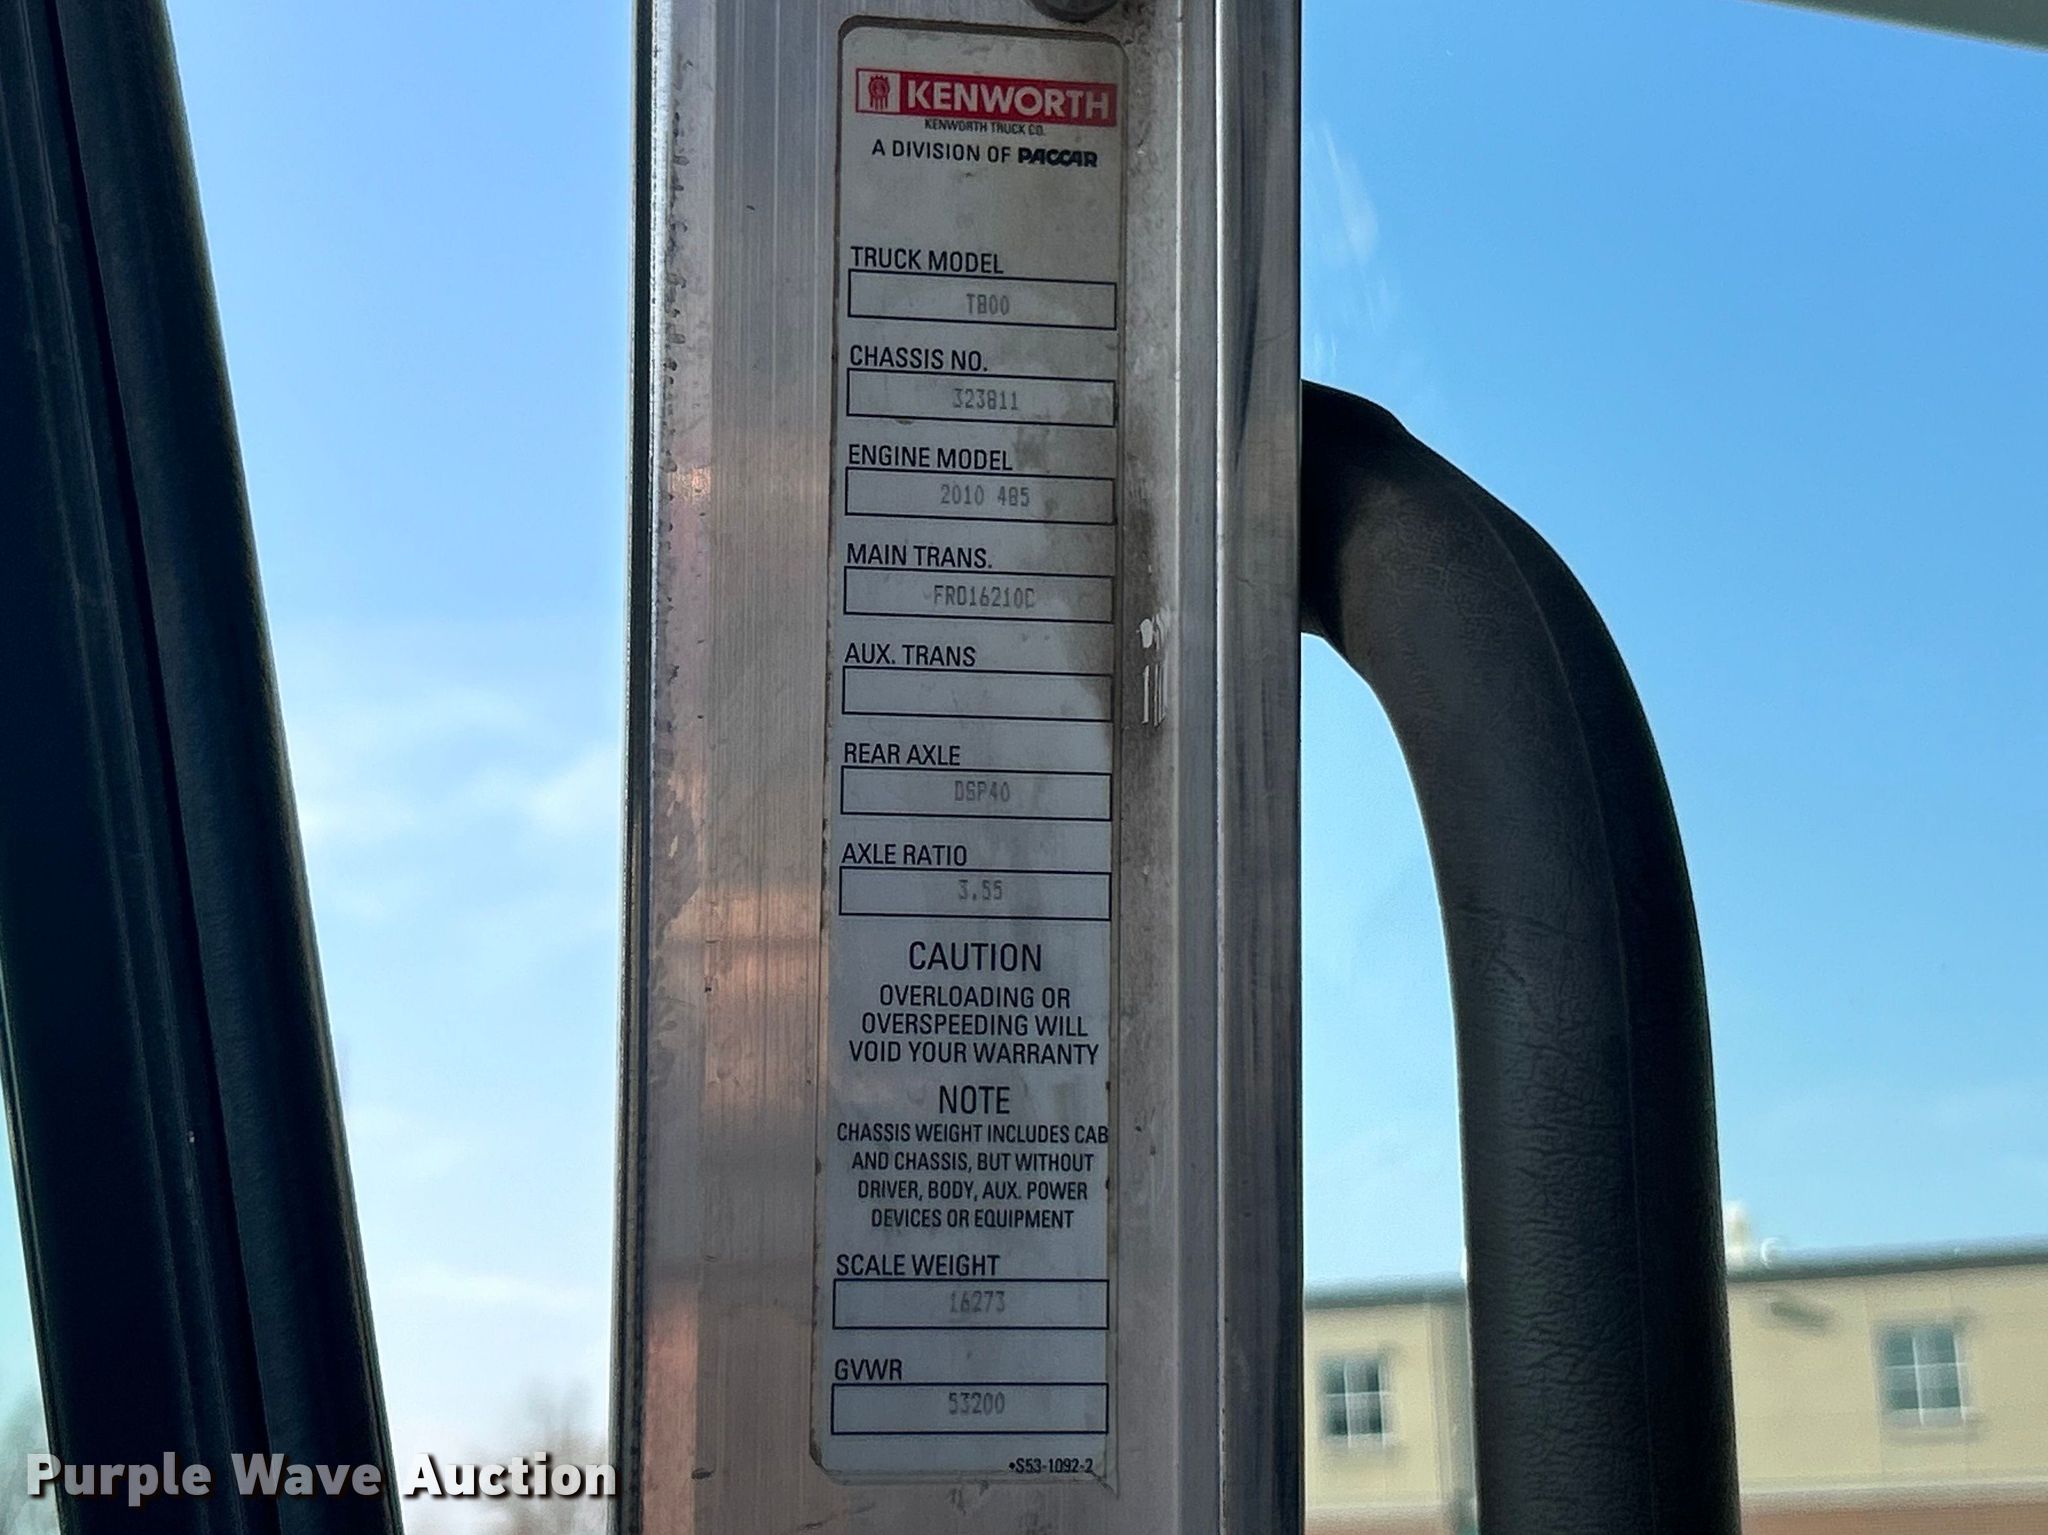 KENWORTH
KENWORTH TRUCK CO.
A DIVISION OF PACCAR
TRUCK MODEL
T800
CHASSIS NO.
323811
ENGINE MODEL
2010 485
MAIN TRANS.
FRO16210C
AUX. TRANS
REAR AXLE
DSP40
AXLE RATIO
3.55
CAUTION
OVERLOADING OR
OVERSPEEDING WILL
VOID YOUR WARRANTY
NOTE
CHASSIS WEIGHT INCLUDES CAB
AND CHASSIS, BUT WITHOUT
DRIVER, BODY, AUX. POWER
DEVICES OR EQUIPMENT
SCALE WEIGHT
16273
GVWR
53200
•S53-1092-2
Purple Wave Auction